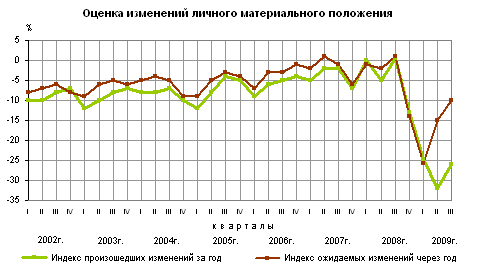 Оценка изменений личного материального положения
%
5
0
-5
-10
-15
-20
-25
-30
-35
I II III IV I II III IV I II III IV I II III IV I II III IV I II III IV I II III IV I II III
кварталы
2002г. 2003г. 2004г. 2005г. 2006г. 2007г. 2008г. 2009г.
Индекс произошедших изменений за год Индекс ожидаемых изменений через год